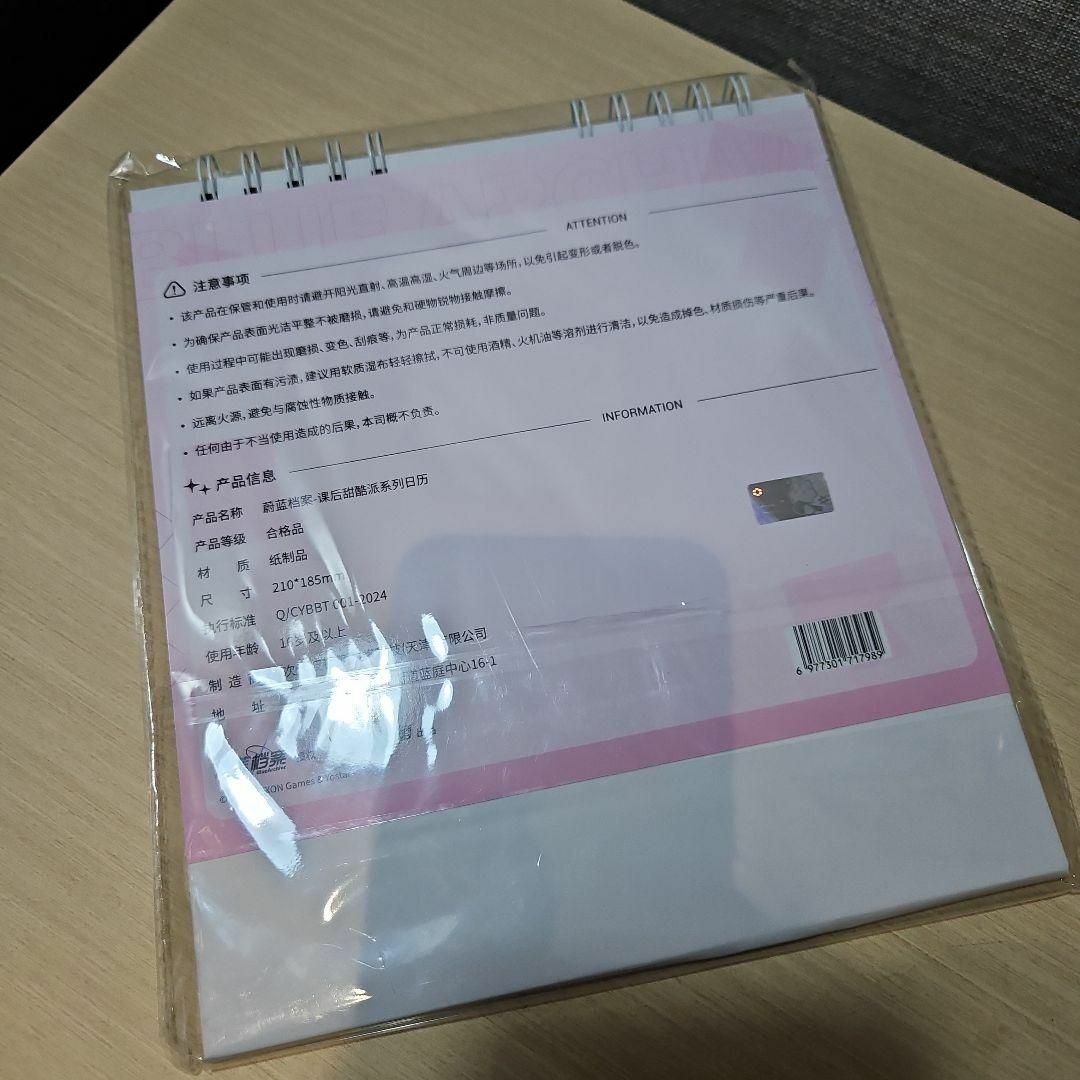 ATTENTION
注意事项
• 该产品在保管和使用时请避开阳光直射、高温高湿、火气周边等场所,以免引起变形或者脱色。
• 为确保产品表面光洁平整不被磨损,请避免和硬物锐物接触摩擦。
• 使用过程中可能出现磨损、变色、刮痕等,为产品正常损耗,非质量问题。
• 如果产品表面有污渍,建议用软质湿布轻轻擦拭,不可使用酒精、火机油等溶剂进行清洁,以免造成掉色、材质损伤等严重后果。
• 远离火源,避免与腐蚀性物质接触。
• 任何由于不当使用造成的后果,本司概不负责。
INFORMATION
产品信息
产品名称 蔚蓝档案-课后甜酷派系列日历
产品等级 合格品
材 质 纸制品
尺 寸 210*185mm
执行标准 Q/CYBBT 001-2024
使用年龄 16岁及以上
制 造 次 天津 有限公司
地 址 道蓝庭中心16-1
6 977301 717989
档案
Games & Yostar